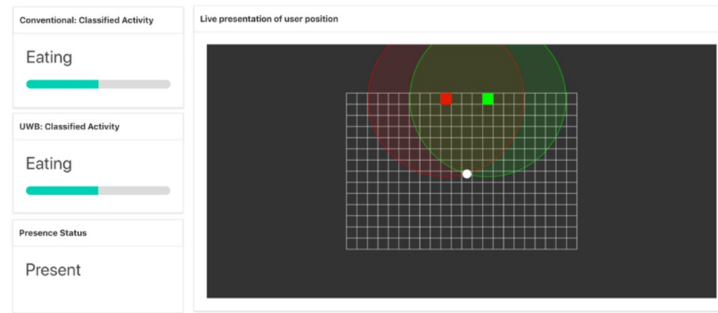 Conventional: Classified Activity
Eating
UWB: Classified Activity
Eating
Presence Status
Present
Live presentation of user position